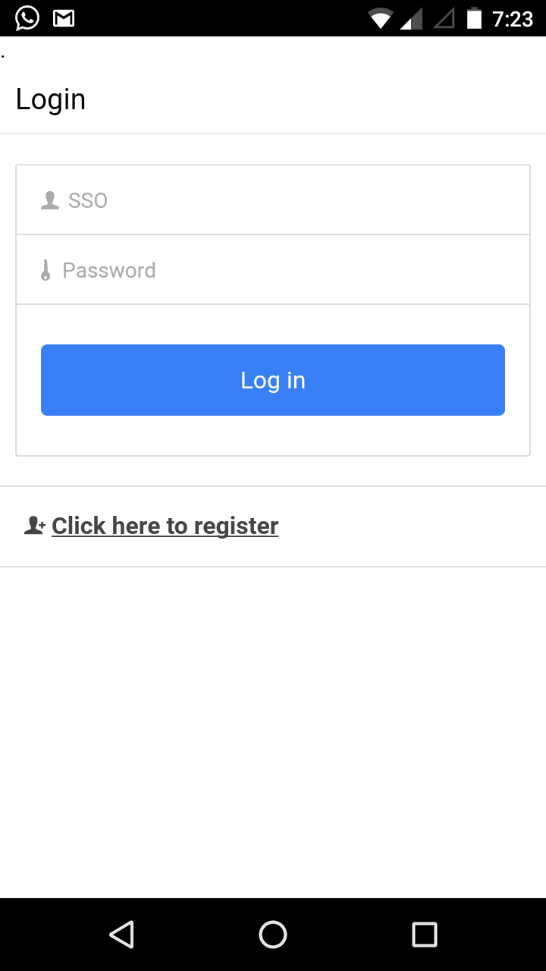 7:23
.
Login
SSO
Password
Log in
Click here to register